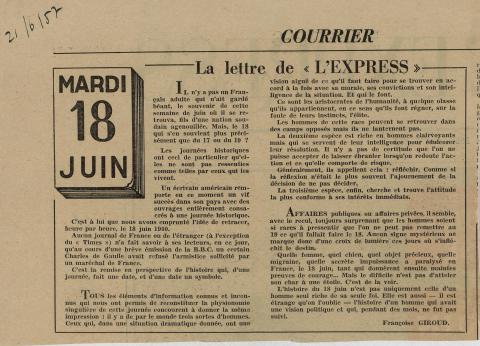 21/6/57
COURRIER
La lettre de « L'EXPRESS »
MARDI
18
JUIN
IL n'y a pas un Fran-
çais adulte qui n'ait gardé
béant, le souvenir de cette
semaine de juin où il se re-
trouva, fils d'une nation sou-
dain agenouillée. Mais, le 18
qui s'en souvient plus préci-
sément que du 17 ou du 19 ?
Les journées historiques
ont ceci de particulier qu'el-
les ne sont pas ressenties
comme telles par ceux qui les
vivent.
Un écrivain américain rem-
porte en ce moment un vif
succès dans son pays avec des
ouvrages entièrement consa-
crés à une journée historique.
C'est à lui que nous avons emprunté l'idée de retracer,
heure par heure, le 18 juin 1940.
Aucun journal de France ou de l'étranger (à l'exception
du « Times ») n'a fait savoir à ses lecteurs, en ce jour,
qu'au cours d'une brève émission de la B.B.C. un certain
Charles de Gaulle avait refusé l'armistice sollicité par
un maréchal de France.
C'est la remise en perspective de l'histoire qui, d'une
journée, fait une date, et d'une date un symbole.
TOUS les éléments d'information connus et incon-
nus qui nous ont permis de reconstituer la physionomie
singulière de cette journée concourent à donner la même
impression : il y a de par le monde trois sortes d'hommes.
Ceux qui, dans une situation dramatique donnée, ont une
vision aiguë de ce qu'il faut faire pour se trouver en accord
à la fois avec sa morale, ses convictions et son intel-
ligence de la situation. Et qui le font.
Ce sont les aristocrates de l'Humanité, à quelque classe
qu'ils appartiennent, en ce sens qu'ils font régner, sur la
foule de leurs instincts, l'élite.
Les hommes de cette race peuvent se retrouver dans
des camps opposés mais ils ne mutent pas.
La deuxième espèce est riche en hommes clairvoyants
mais qui se servent de leur intelligence pour édulcorer
leur résolution. Il n'y a pas de certitude que l'on ne
puisse accepter de laisser ébranler lorsqu'on redoute l'ac-
tion et ce qu'elle comporte de risque.
Généralement, ils appellent cela : réfléchir. Comme si
la réflexion n'était le plus souvent l'ajournement de la
décision de ne pas décider.
La troisième espèce, enfin, cherche et trouve l'attitude
la plus conforme à ses intérêts immédiats.
AFFAIRES publiques ou affaires privées, il semble,
avec le recul, toujours surprenant que les hommes soient
si rares à pressentir que l'on ne peut pas remettre au
19 ce qu'il fallait faire le 18. Aucun signe mystérieux ne
marque donc d'une croix de lumière ces jours où s'infi-
échit le destin.
Quelle femme, quel chien, quel objet précieux, quelle
migraine, quelle secrète impuissance a paralysé en
France, le 18 juin, tant qui donnèrent ensuite maintes
preuves de courage... Mais le difficile n'est pas d'atteler
son char à une étoile. C'est de la voir.
L'histoire du 18 juin n'est pas uniquement celle d'un
homme seul riche de sa seule foi. Elle est aussi — il est
étrange qu'on l'oublie — l'histoire d'un homme qui avait
une vision politique et qui, pendant des mois, ne fut pas
suivi.
Françoise GIROUD.